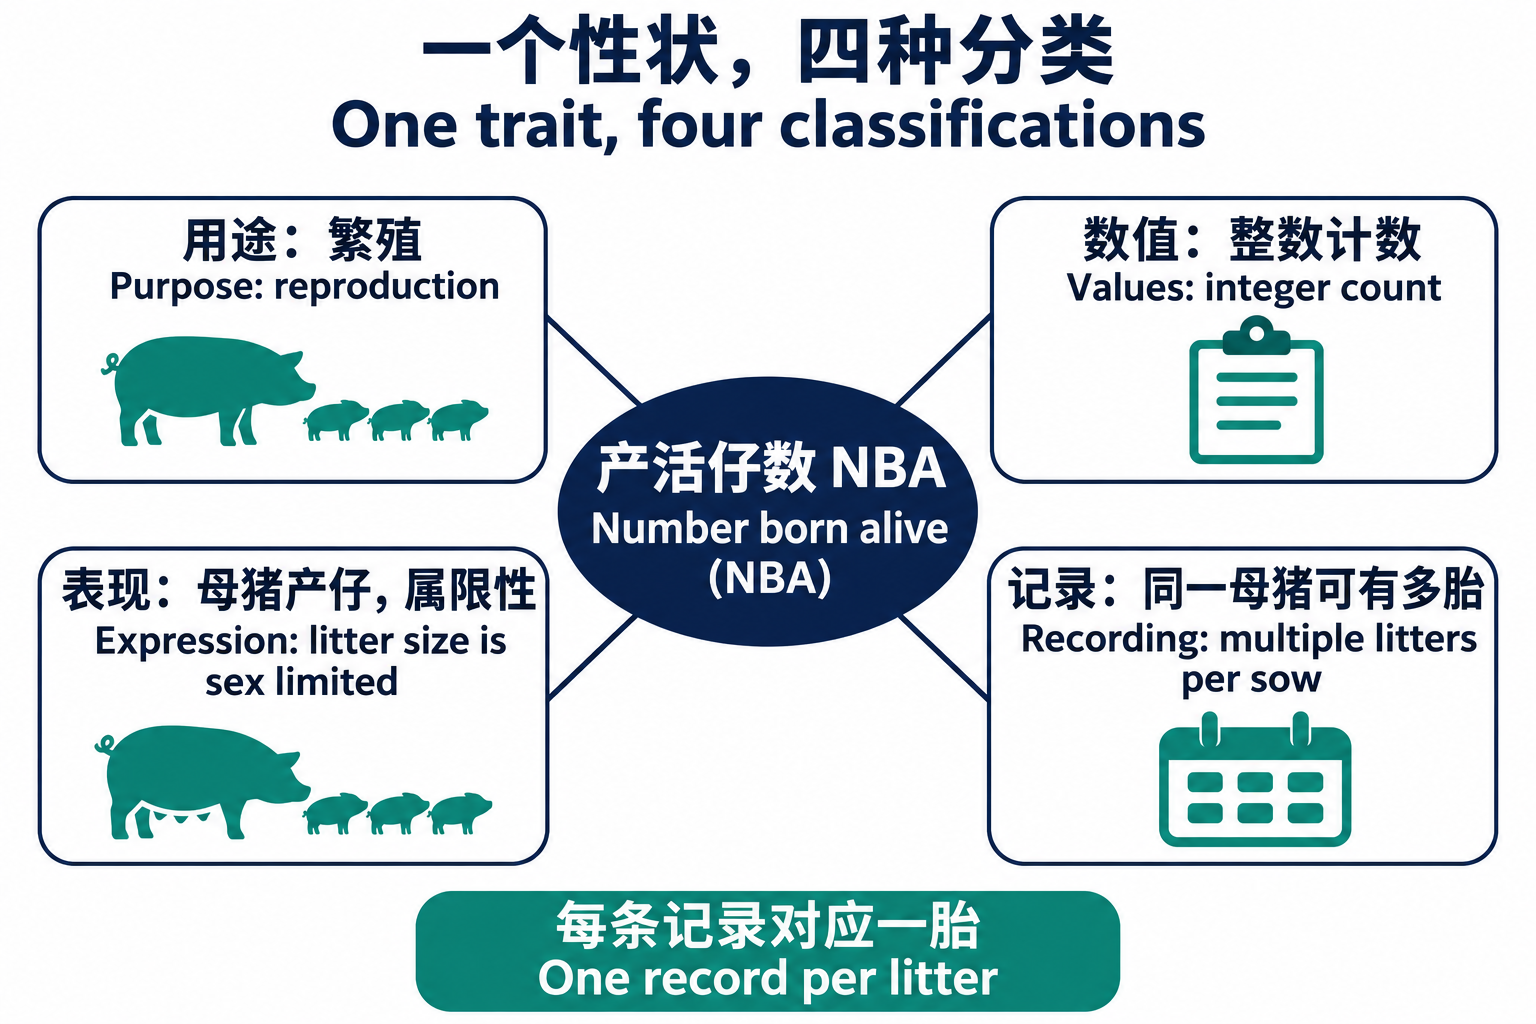 一个性状，四种分类
One trait, four classifications
用途：繁殖
Purpose: reproduction
数值：整数计数
Values: integer count
产活仔数 NBA
Number born alive
(NBA)
表现：母猪产仔，属限性
Expression: litter size is
sex limited
记录：同一母猪可有多胎
Recording: multiple litters
per sow
每条记录对应一胎
One record per litter